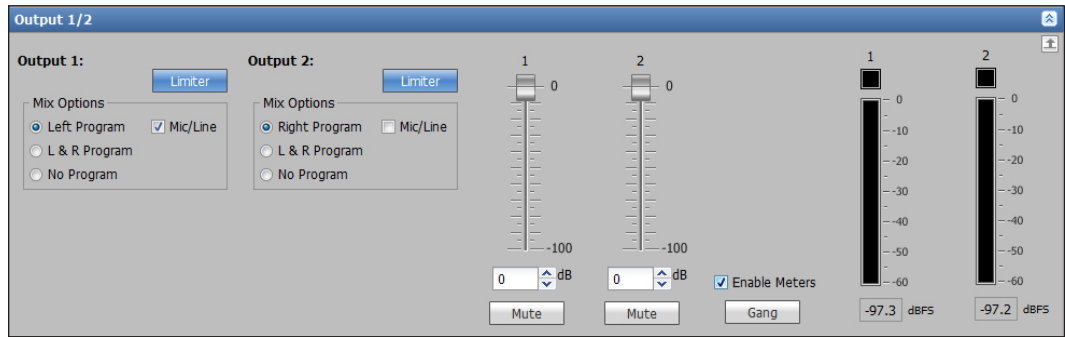 Output 1/2
Output 1:
Limiter
Mix Options
Left Program
Mic/Line
L & R Program
No Program
Output 2:
Limiter
Mix Options
Right Program
Mic/Line
L & R Program
No Program
1
0
-100
0
dB
Mute
2
0
-100
0
dB
Mute
Enable Meters
Gang
1
0
-10
-20
-30
-40
-50
-60
-97.3 dBFS
2
0
-10
-20
-30
-40
-50
-60
-97.2 dBFS